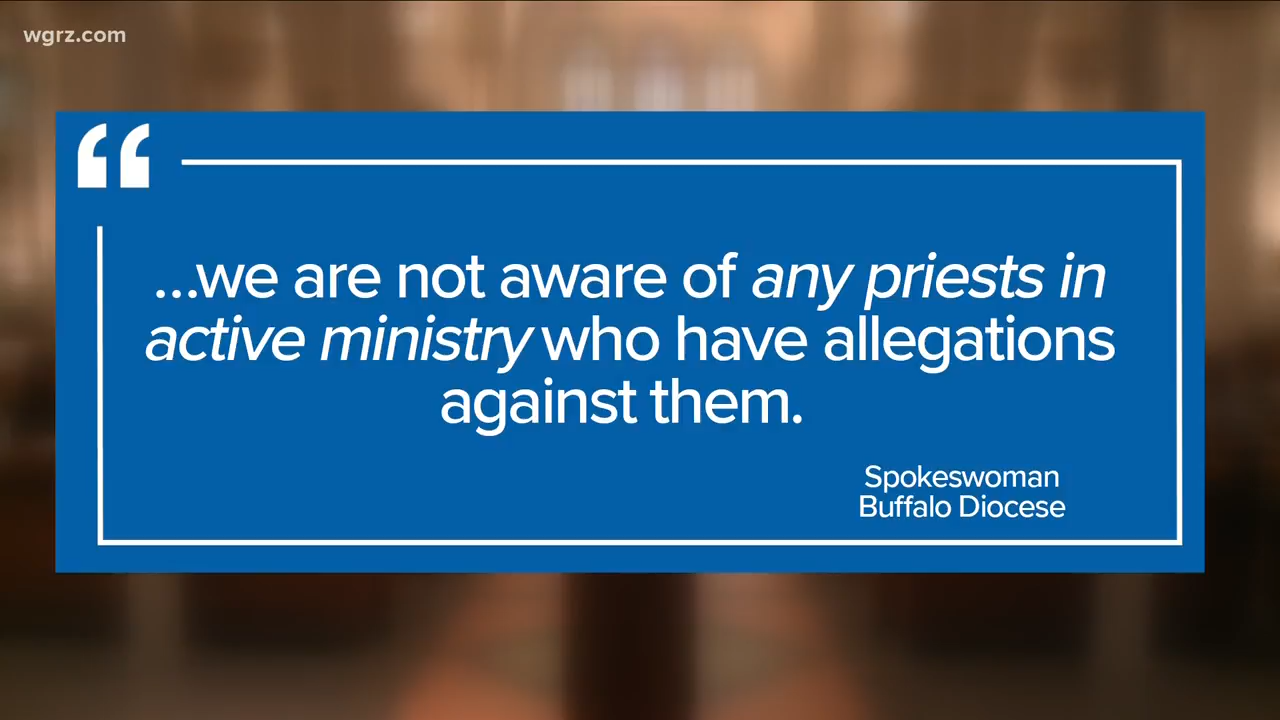 wgrz.com
“
...we are not aware of any priests in
active ministry who have allegations
against them.
Spokeswoman
Buffalo Diocese